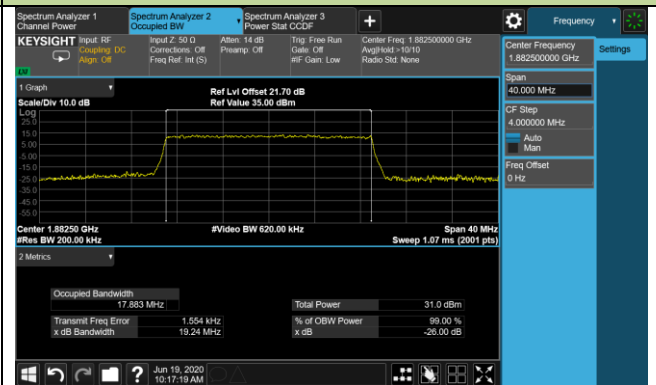 Spectrum Analyzer 1
Channel Power
Spectrum Analyzer 2
Occupied BW
Spectrum Analyzer 3
Power Stat CCDF
Frequency
KEYSIGHT
Input: RF
Coupling: DC
Align: Off
Input Z: 50 Ω
Corrections: Off
Freq Ref: Int (S)
Atten: 14 dB
Preamp: Off
Trig: Free Run
Gate: Off
#IF Gain: Low
Center Freq: 1.882500000 GHz
Avg|Hold:>10/10
Radio Std: None
LXI
1 Graph
Scale/Div 10.0 dB
Ref Lvl Offset 21.70 dB
Ref Value 35.00 dBm
Log
25.0
15.0
5.00
-5.00
-15.0
-25.0
-35.0
-45.0
-55.0
Center 1.88250 GHz
#Res BW 200.00 kHz
#Video BW 620.00 kHz
Span 40 MHz
Sweep 1.07 ms (2001 pts)
2 Metrics
Occupied Bandwidth
17.883 MHz
Transmit Freq Error 1.554 kHz
x dB Bandwidth 19.24 MHz
Total Power 31.0 dBm
% of OBW Power 99.00 %
x dB -26.00 dB
Center Frequency
1.882500000 GHz
Settings
Span
40.000 MHz
CF Step
4.000000 MHz
Auto
Man
Freq Offset
0 Hz
Jun 19, 2020
10:17:19 AM